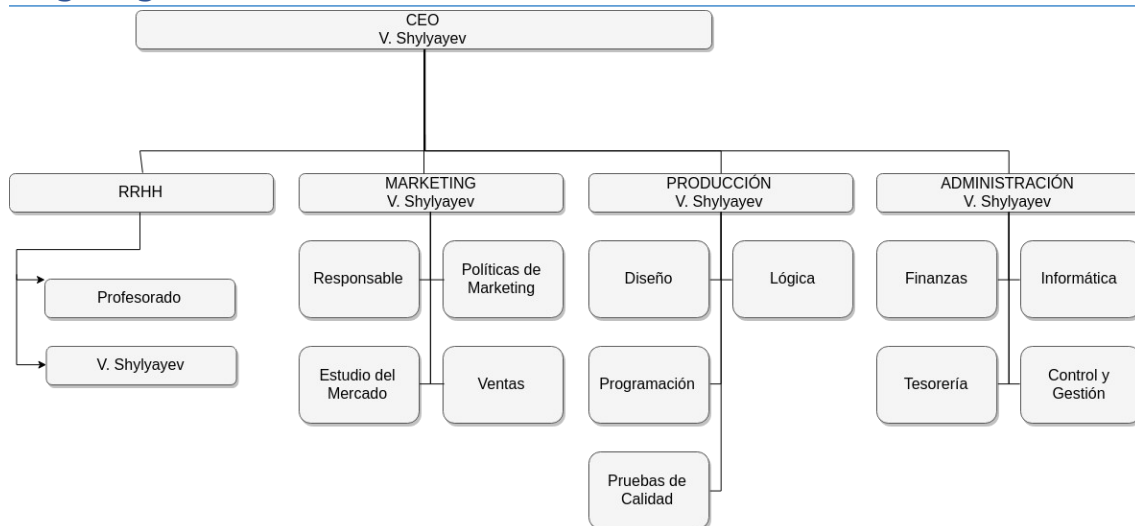 CEO
V. Shylyayev
RRHH
MARKETING
V. Shylyayev
PRODUCCIÓN
V. Shylyayev
ADMINISTRACIÓN
V. Shylyayev
Profesorado
V. Shylyayev
Responsable
Políticas de
Marketing
Estudio del
Mercado
Ventas
Diseño
Lógica
Programación
Pruebas de
Calidad
Finanzas
Informática
Tesorería
Control y
Gestión